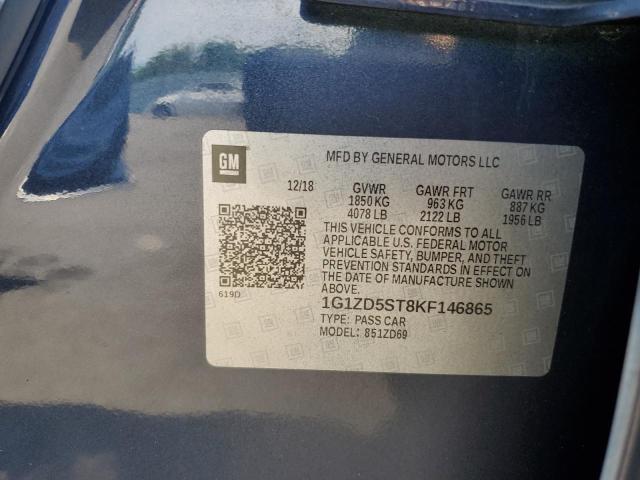 GM
MFD BY GENERAL MOTORS LLC
12/18 GVWR GAWR FRT GAWR RR
1850 KG 963 KG 887 KG
4078 LB 2122 LB 1956 LB
THIS VEHICLE CONFORMS TO ALL
APPLICABLE U.S. FEDERAL MOTOR
VEHICLE SAFETY, BUMPER, AND THEFT
PREVENTION STANDARDS IN EFFECT ON
THE DATE OF MANUFACTURE SHOWN ABOVE.
619D
1G1ZD5ST8KF146865
TYPE: PASS CAR
MODEL: 851ZD69